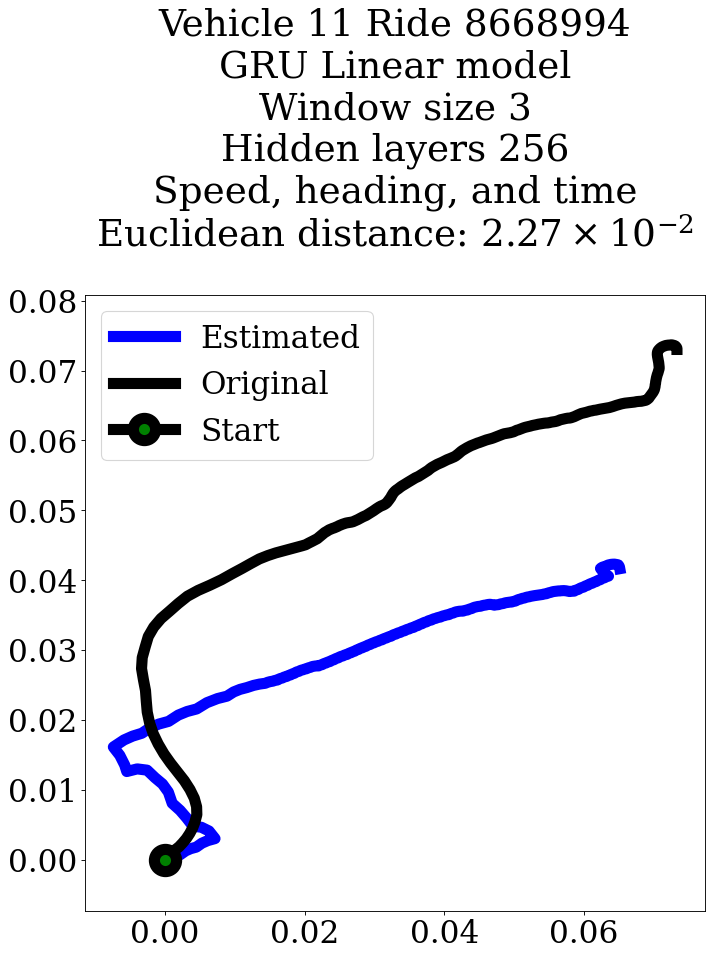 Vehicle 11 Ride 8668994
GRU Linear model
Window size 3
Hidden layers 256
Speed, heading, and time
Euclidean distance: 2.27 × 10⁻²
0.08
0.07
0.06
0.05
0.04
0.03
0.02
0.01
0.00
Estimated
Original
Start
0.00 0.02 0.04 0.06